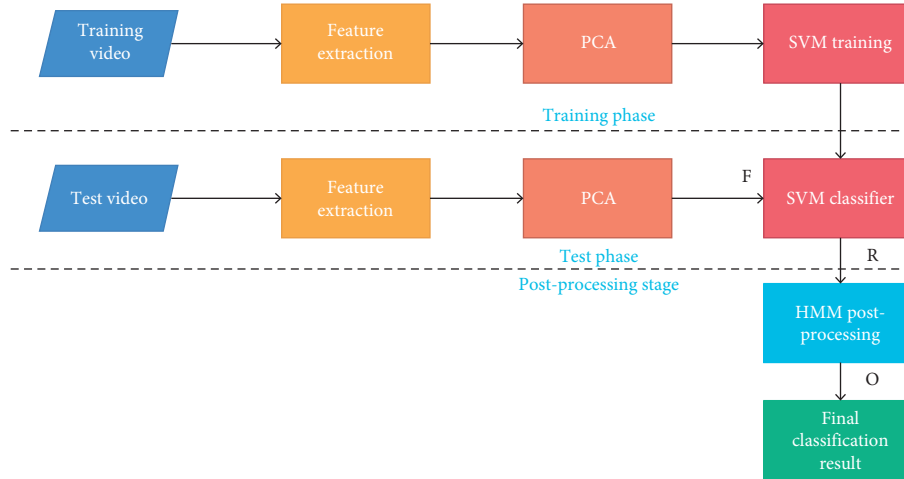 Training
video
Feature
extraction
PCA
SVM training
Training phase
Test video
Feature
extraction
PCA
F
SVM classifier
Test phase
R
Post-processing stage
HMM post-
processing
O
Final
classification
result